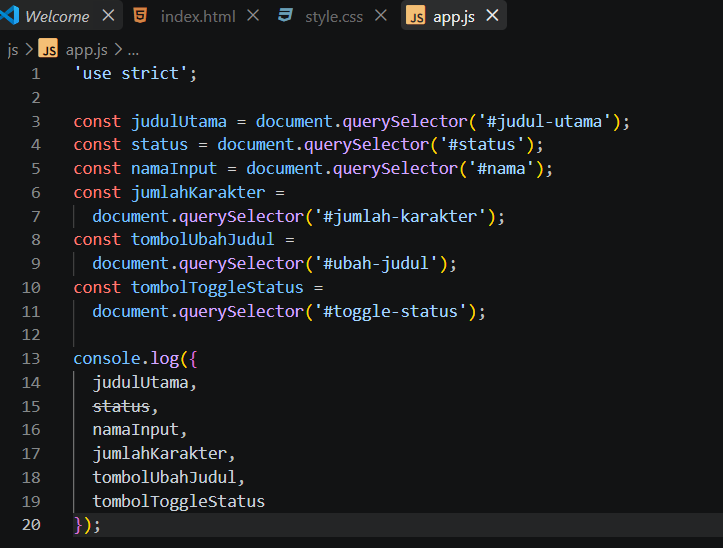 Welcome index.html style.css JS app.js
js > JS app.js > ...
1 'use strict';
2
3 const judulUtama = document.querySelector('#judul-utama');
4 const status = document.querySelector('#status');
5 const namaInput = document.querySelector('#nama');
6 const jumlahKarakter =
7 document.querySelector('#jumlah-karakter');
8 const tombolUbahJudul =
9 document.querySelector('#ubah-judul');
10 const tombolToggleStatus =
11 document.querySelector('#toggle-status');
12
13 console.log({
14 judulUtama,
15 status,
16 namaInput,
17 jumlahKarakter,
18 tombolUbahJudul,
19 tombolToggleStatus
20 });